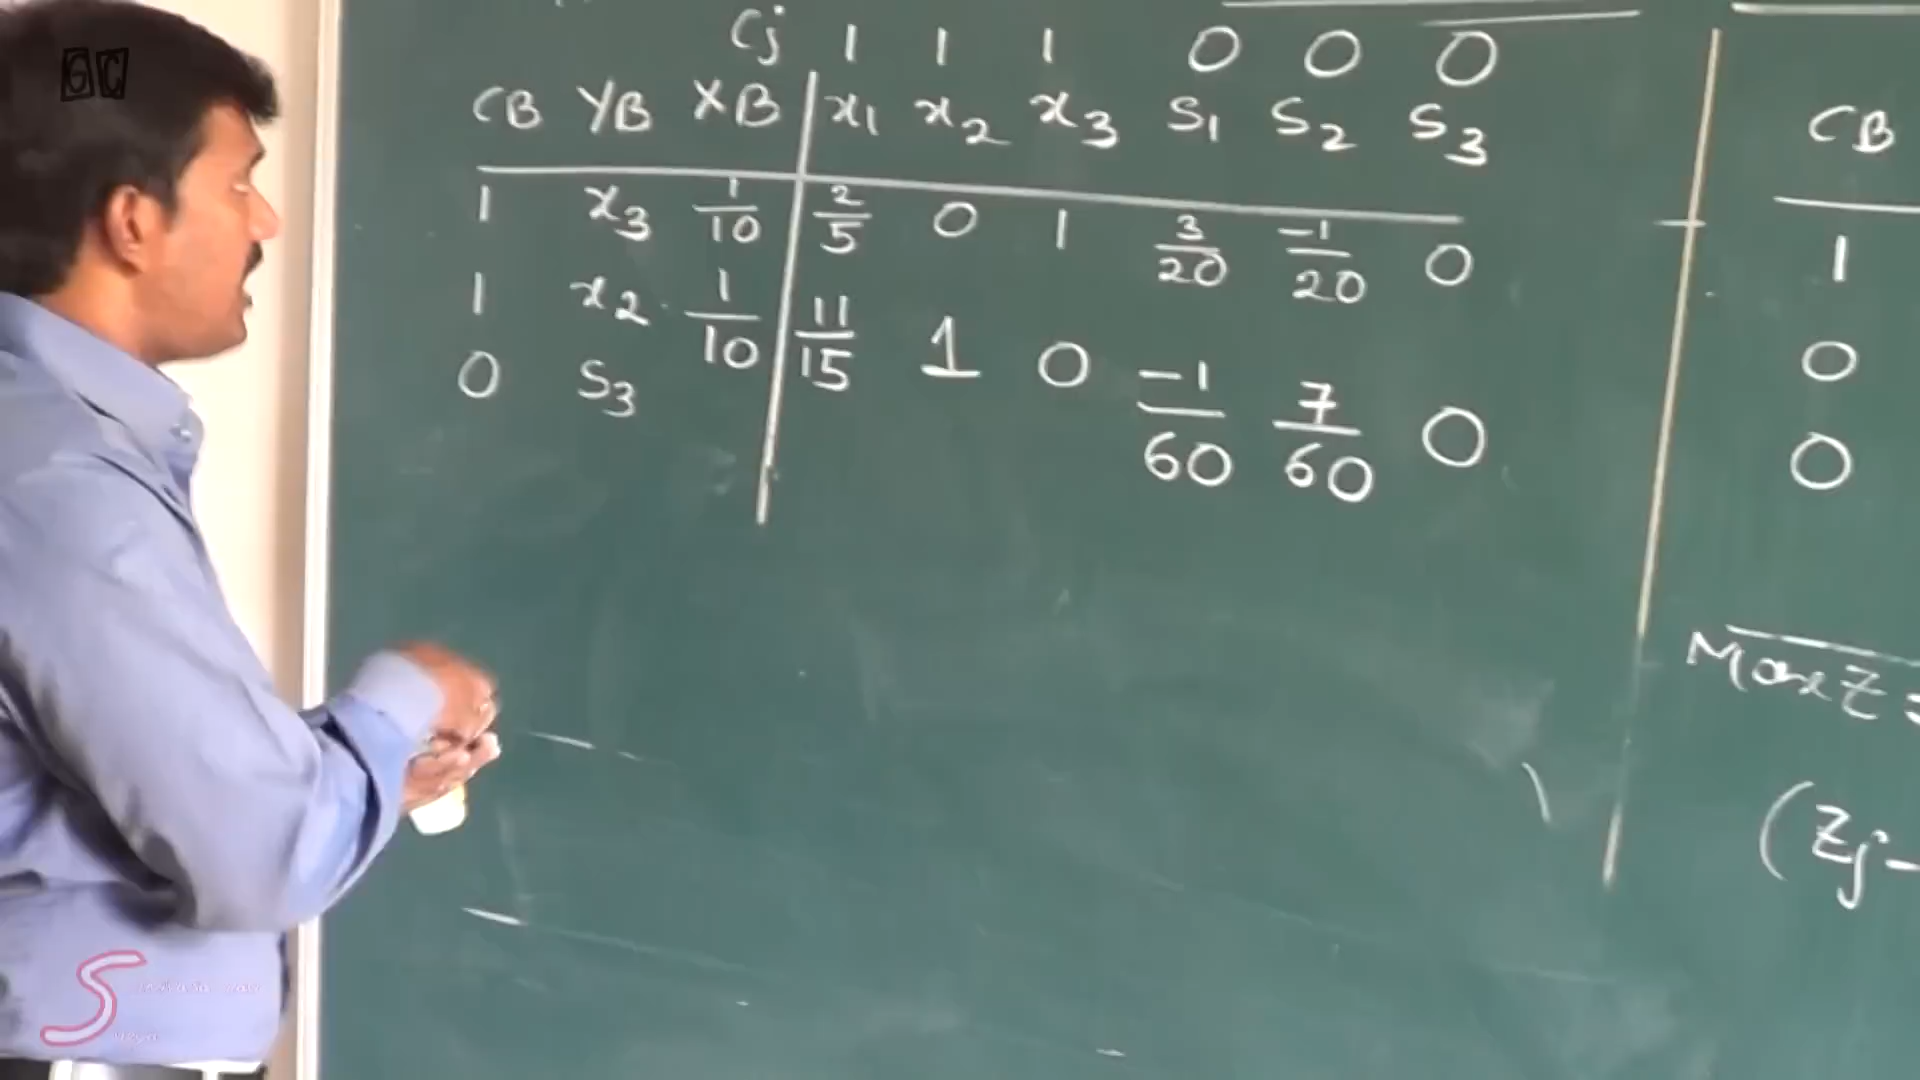 GC
Cj 1 1 1 0 0 0
CB YB XB x1 x2 x3 S1 S2 S3
1 x3 1/10 2/5 0 1 3/20 -1/20 0
1 x2 1/10 11/15 1 0 -1/60 7/60 0
0 S3
CB
1
0
0
Max Z =
(Zj -
S